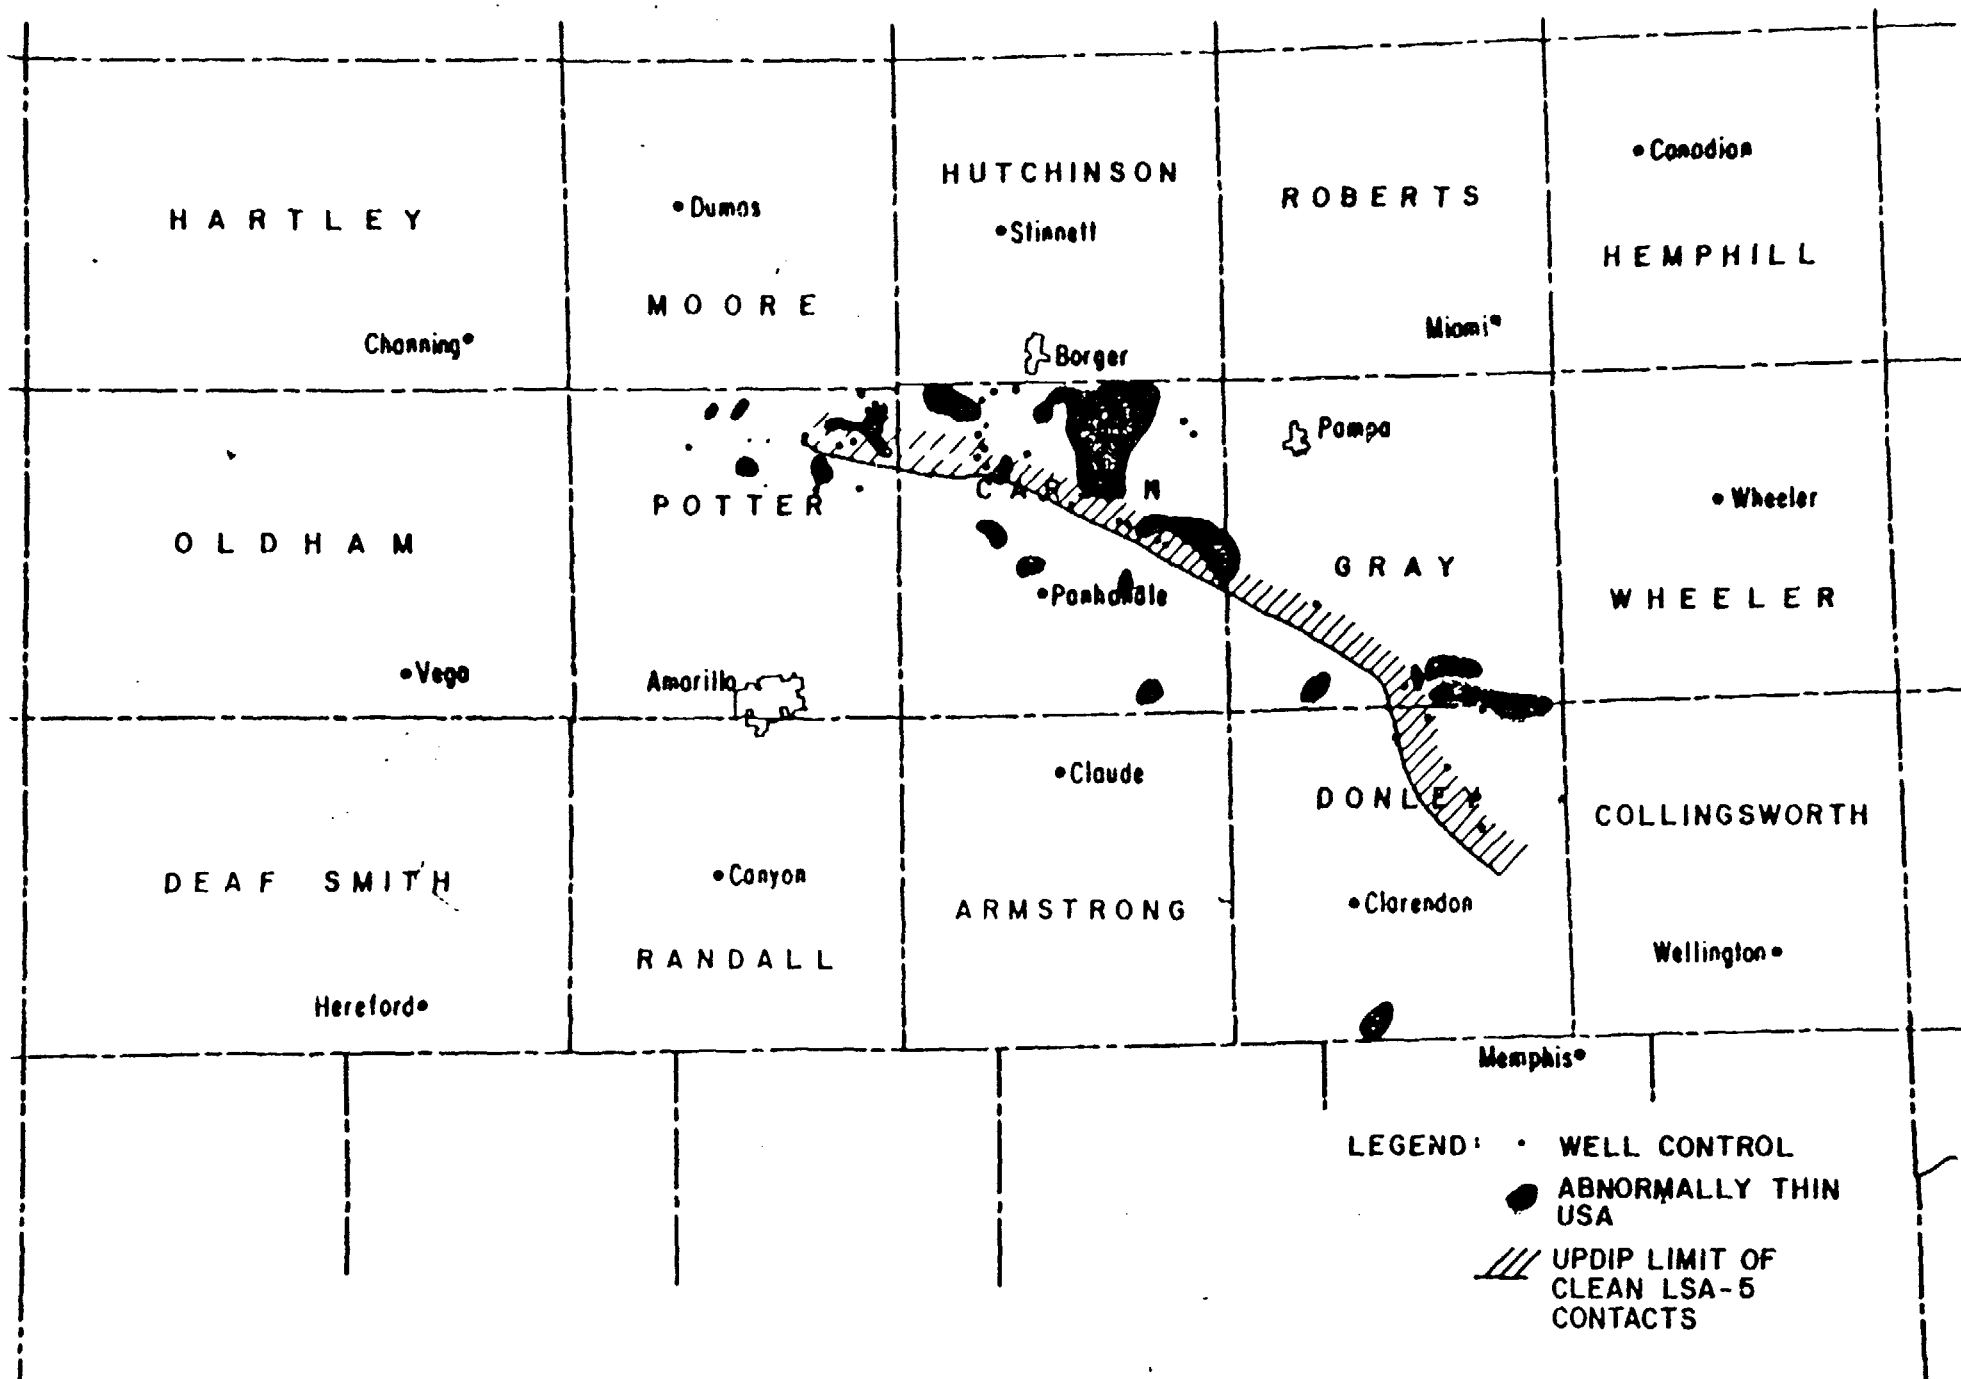 Canadian
HUTCHINSON
ROBERTS
HARTLEY
Dumas
Stinnett
HEMPHILL
MOORE
Miami
Channing
Borger
Pampa
Wheeler
POTTER
OLDHAM
GRAY
Panhandle
WHEELER
Vega
Amarillo
Claude
DONLEY
COLLINGSWORTH
DEAF SMITH
Canyon
Clarendon
ARMSTRONG
RANDALL
Wellington
Hereford
Memphis
LEGEND: WELL CONTROL
ABNORMALLY THIN
USA
UPDIP LIMIT OF
CLEAN LSA-5
CONTACTS